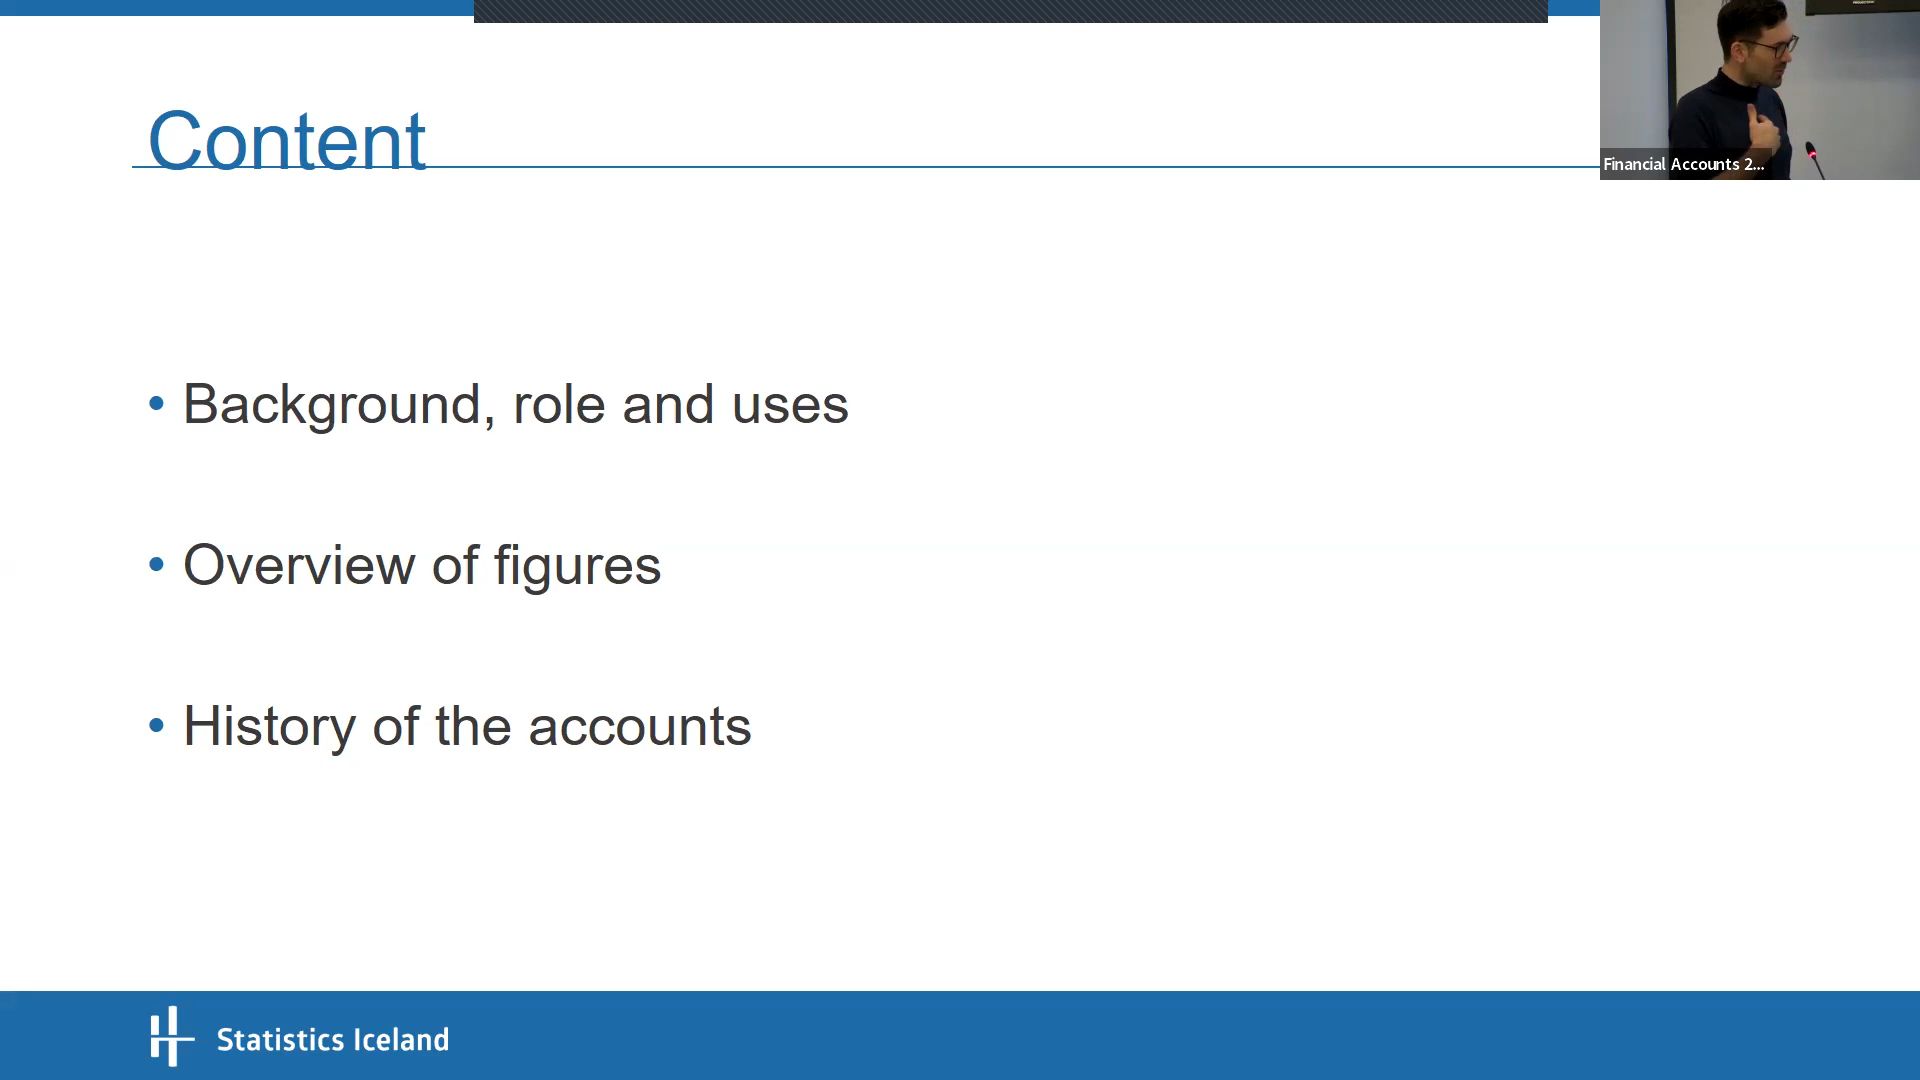 Content
Financial Accounts 2...
• Background, role and uses
• Overview of figures
• History of the accounts
Statistics Iceland